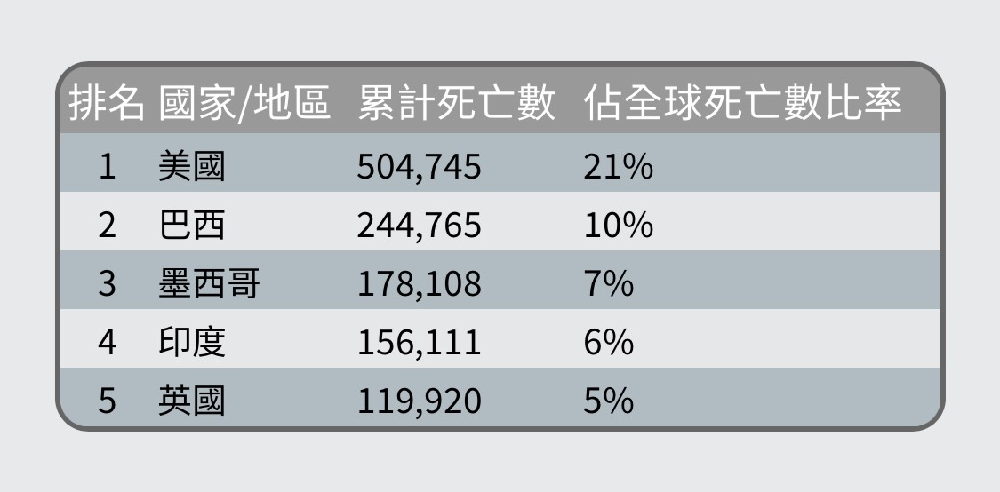 排名 國家/地區 累計死亡數 佔全球死亡數比率
1 美國 504,745 21%
2 巴西 244,765 10%
3 墨西哥 178,108 7%
4 印度 156,111 6%
5 英國 119,920 5%